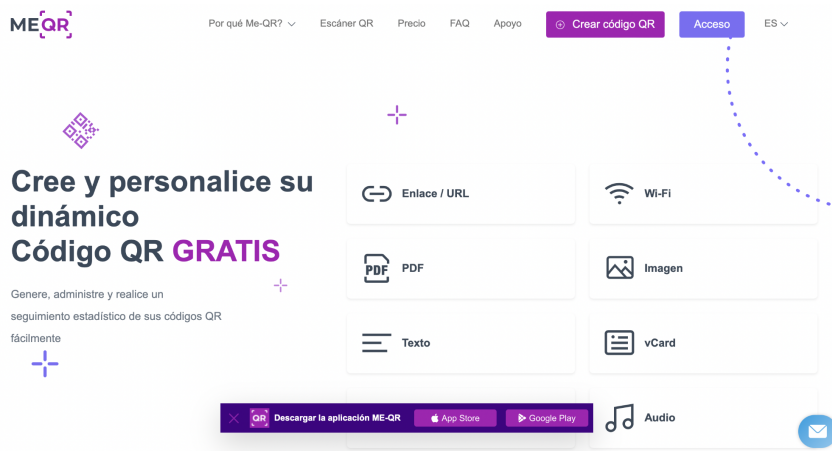 MEQR
Por qué Me-QR?
Escáner QR
Precio
FAQ
Apoyo
Crear código QR
Acceso
ES
Cree y personalice su
dinámico
Código QR GRATIS
Genere, administre y realice un
seguimiento estadístico de sus códigos QR
fácilmente
Enlace / URL
Wi-Fi
PDF
PDF
Imagen
Texto
vCard
Audio
QR
Descargar la aplicación ME-QR
App Store
Google Play